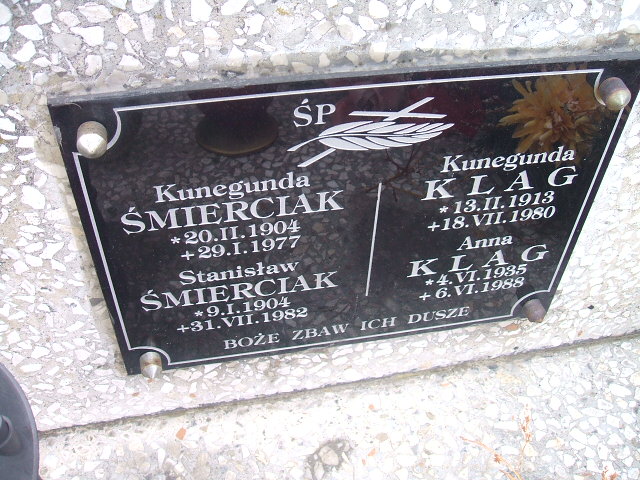 ŚP
Kunegunda
ŚMIERCIAK
*20.II.1904
+29.I.1977
Stanisław
ŚMIERCIAK
*9.I.1904
+31.VII.1982
Kunegunda
KLAG
*13.II.1913
+18.VII.1980
Anna
KLAG
*4.VI.1935
+6.VI.1988
BOŻE ZBAW ICH DUSZE